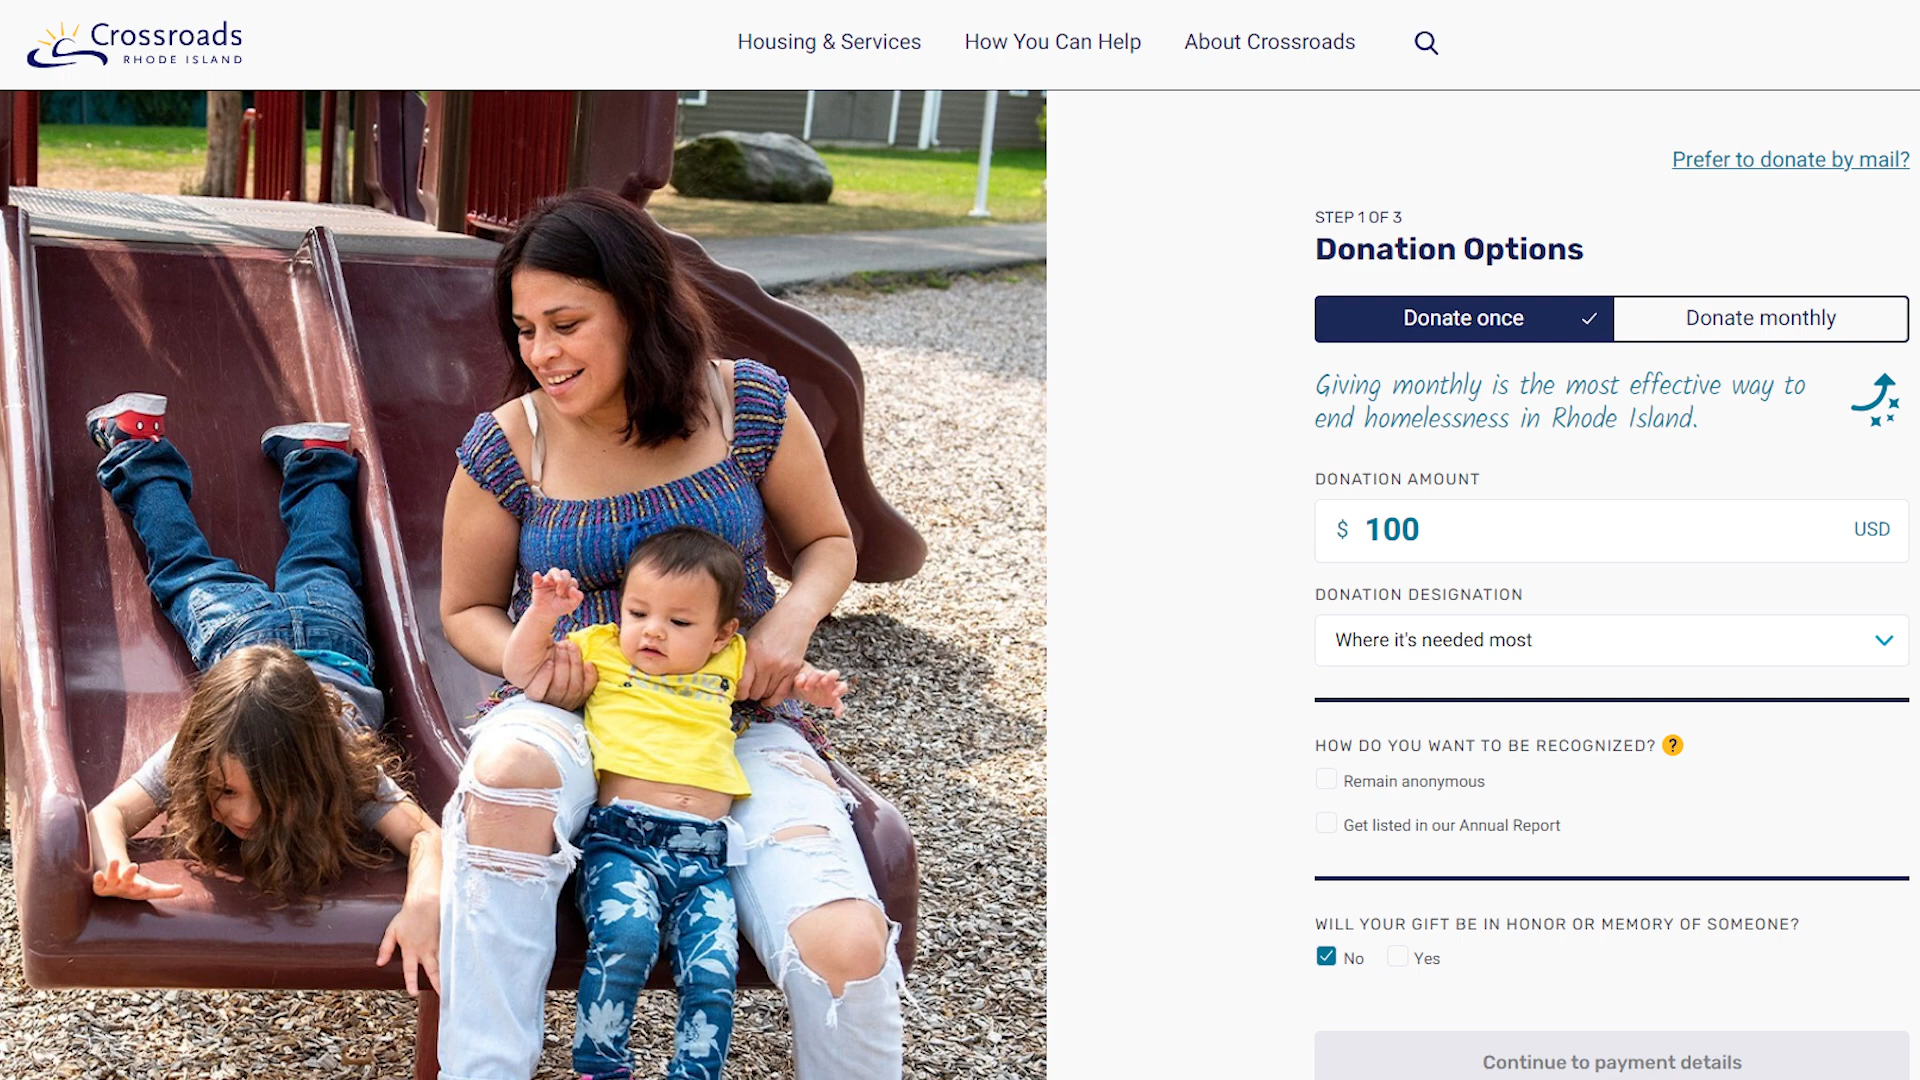 Crossroads
RHODE ISLAND
Housing & Services
How You Can Help
About Crossroads
Prefer to donate by mail?
STEP 1 OF 3
Donation Options
Donate once
Donate monthly
Giving monthly is the most effective way to
end homelessness in Rhode Island.
DONATION AMOUNT
$ 100 USD
DONATION DESIGNATION
Where it's needed most
HOW DO YOU WANT TO BE RECOGNIZED? ?
Remain anonymous
Get listed in our Annual Report
WILL YOUR GIFT BE IN HONOR OR MEMORY OF SOMEONE?
No
Yes
Continue to payment details